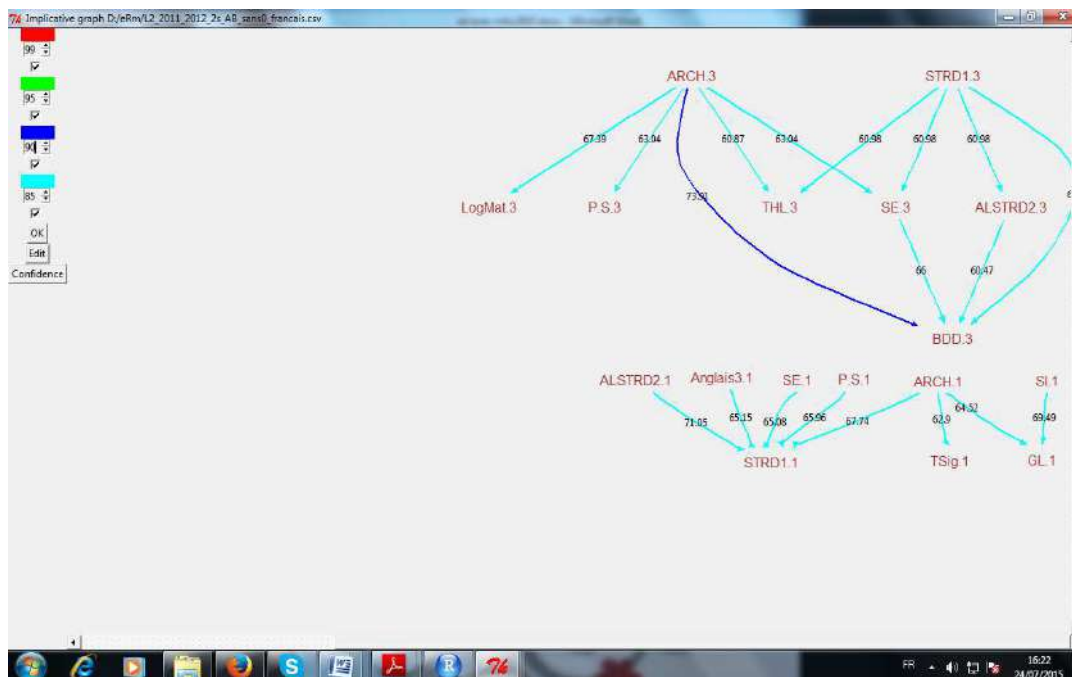 Implicative graph D:/eRm/L2_2011_2012_2s_AB_sans0_francais.csv
99
95
90
85
OK
Edit
Confidence
ARCH.3 STRD1.3
67.39 63.04 60.87 63.04 60.98 60.98 60.98
73.91
LogMat.3 P.S.3 THL.3 SE.3 ALSTRD2.3
66 60.47
BDD.3
ALSTRD2.1 Anglais3.1 SE.1 P.S.1 ARCH.1 SI.1
71.05 65.15 65.08 65.96 67.74 62.9 64.52 69.49
STRD1.1 TSig.1 GL.1
FR 16:22
24/07/2015